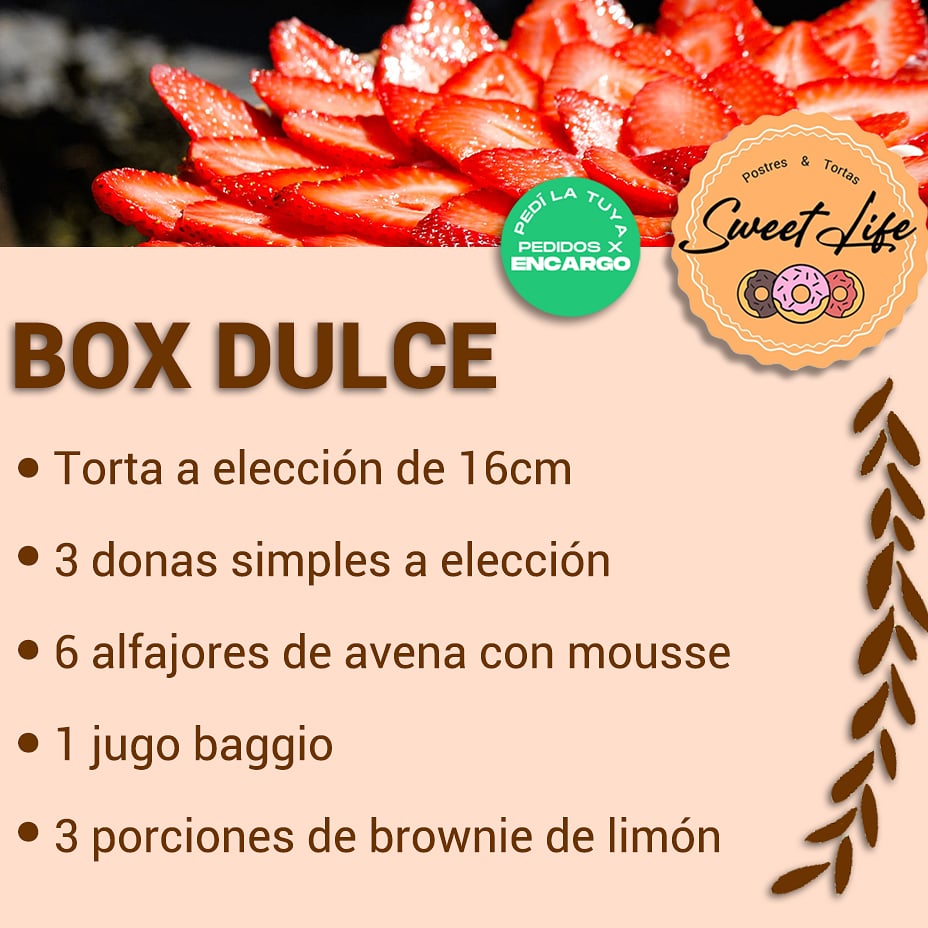 Postres & Tortas
Sweet Life
PEDÍ LA TUYA
PEDIDOS X
ENCARGO
BOX DULCE
• Torta a elección de 16cm
• 3 donas simples a elección
• 6 alfajores de avena con mousse
• 1 jugo baggio
• 3 porciones de brownie de limón